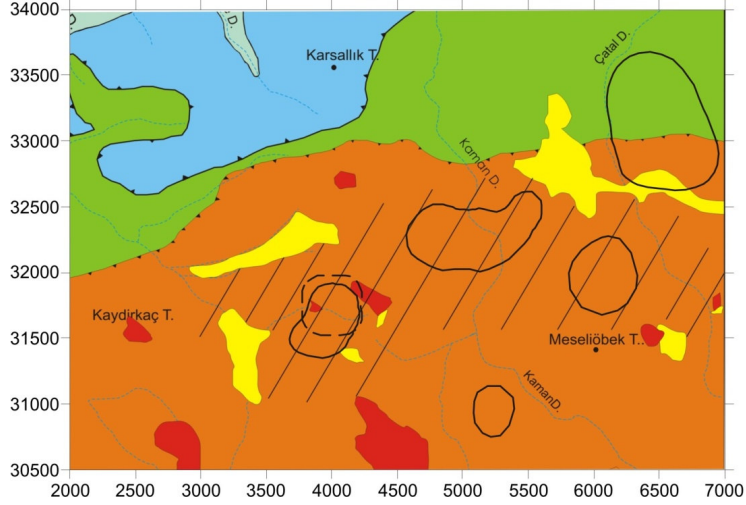 34000
D.
Karsallık T.
Çatal D.
33500
33000
Kaman D.
32500
32000
Kaydirkaç T.
31500
Meseliöbek T..
KamanD.
31000
30500
2000 2500 3000 3500 4000 4500 5000 5500 6000 6500 7000